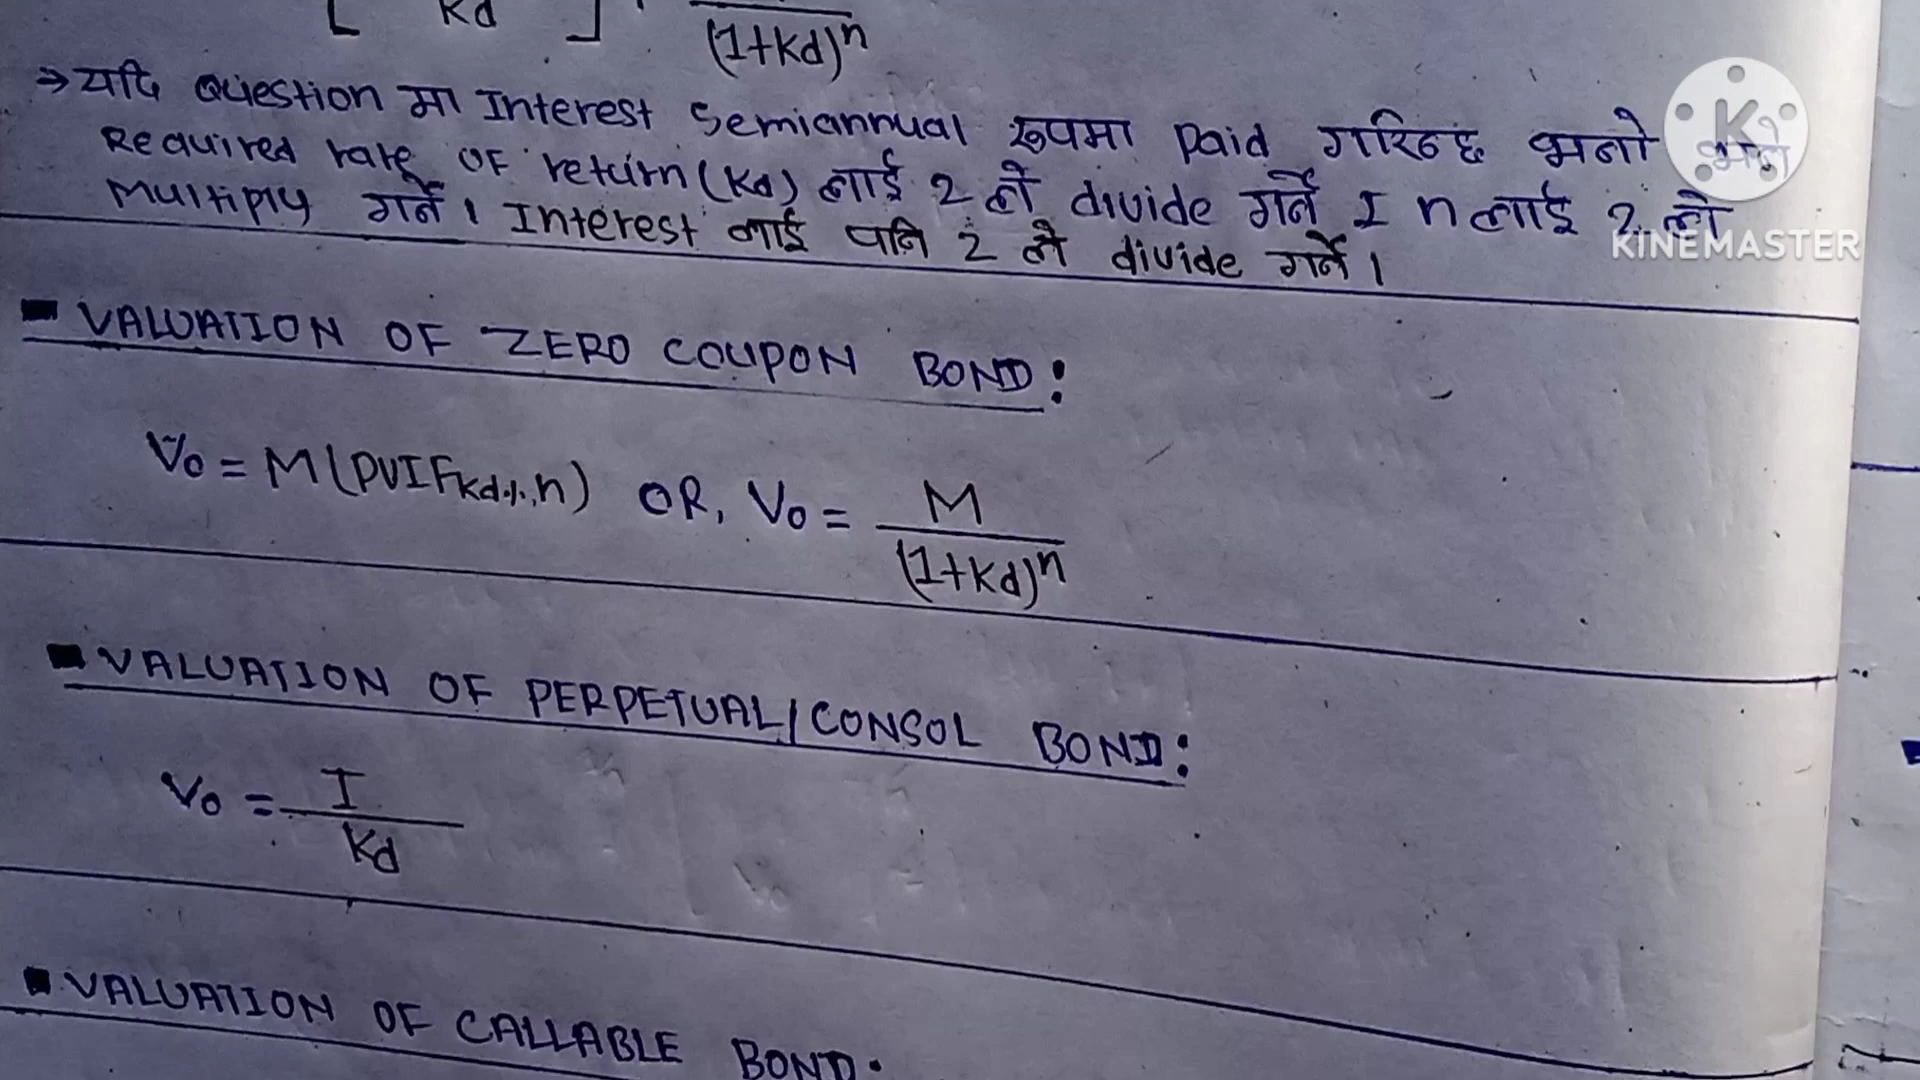 [ Kd ] + (1+Kd)^n
⇒ यदि Question मा Interest Semiannual रूपमा Paid गरिन्छ भनो भने
Required rate OF return (Kd) लाई 2 ले divide गर्ने I n लाई 2 ले
Multiply गर्ने। Interest लाई पनि 2 ले divide गर्ने।
VALUATION OF ZERO COUPON BOND:
V₀ = M(PVIFkd%,n) OR, V₀ = M/(1+Kd)^n
VALUATION OF PERPETUAL/CONSOL BOND:
V₀ = I/Kd
VALUATION OF CALLABLE BOND:
K
KINEMASTER